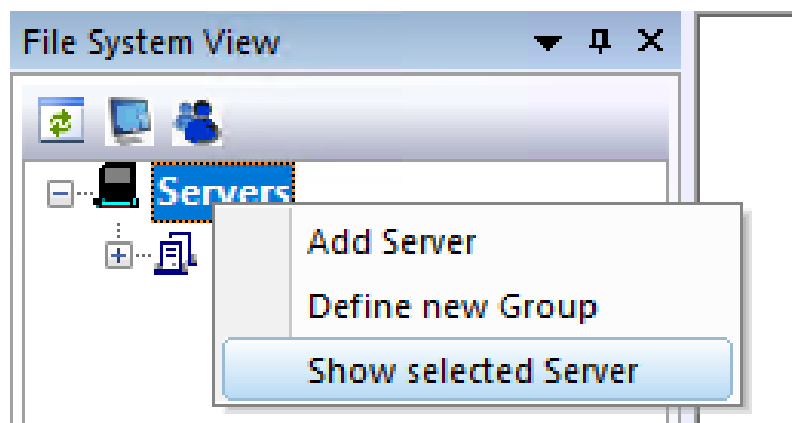 File System View
Servers
Add Server
Define new Group
Show selected Server